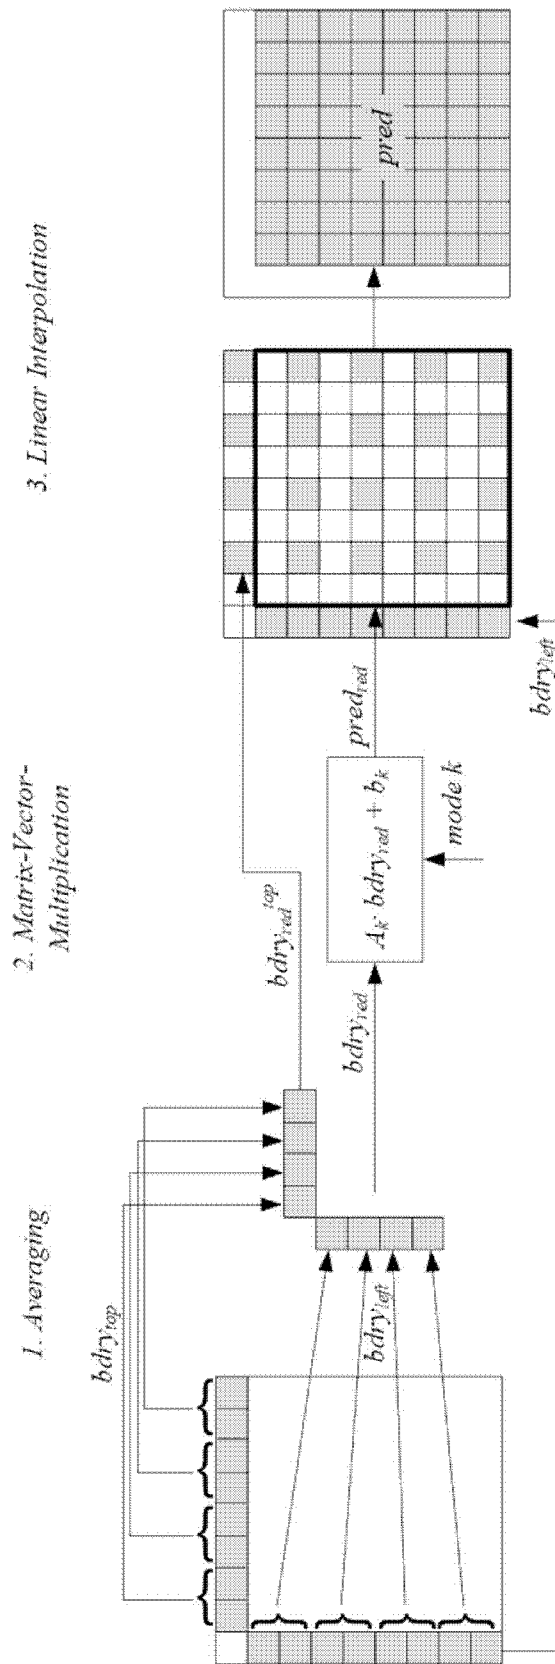 1. Averaging
2. Matrix-Vector-
Multiplication
3. Linear Interpolation
bdry_top
bdry_left
bdry_red^top
bdry_red
A_k· bdry_red + b_k
mode k
pred_red
bdry_left
pred